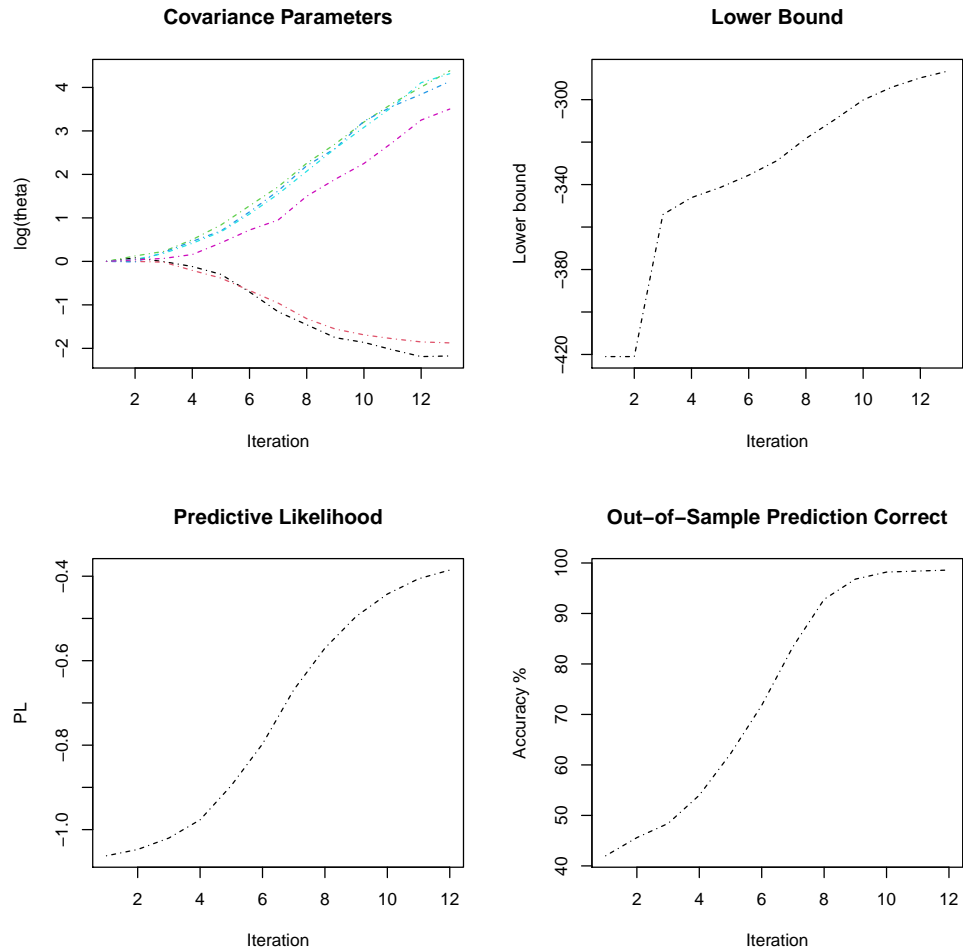 Covariance Parameters
log(theta)
4
3
2
1
0
−1
−2
2 4 6 8 10 12
Iteration
Lower Bound
Lower bound
−300
−340
−380
−420
2 4 6 8 10 12
Iteration
Predictive Likelihood
PL
−0.4
−0.6
−0.8
−1.0
2 4 6 8 10 12
Iteration
Out−of−Sample Prediction Correct
Accuracy %
100
90
80
70
60
50
40
2 4 6 8 10 12
Iteration